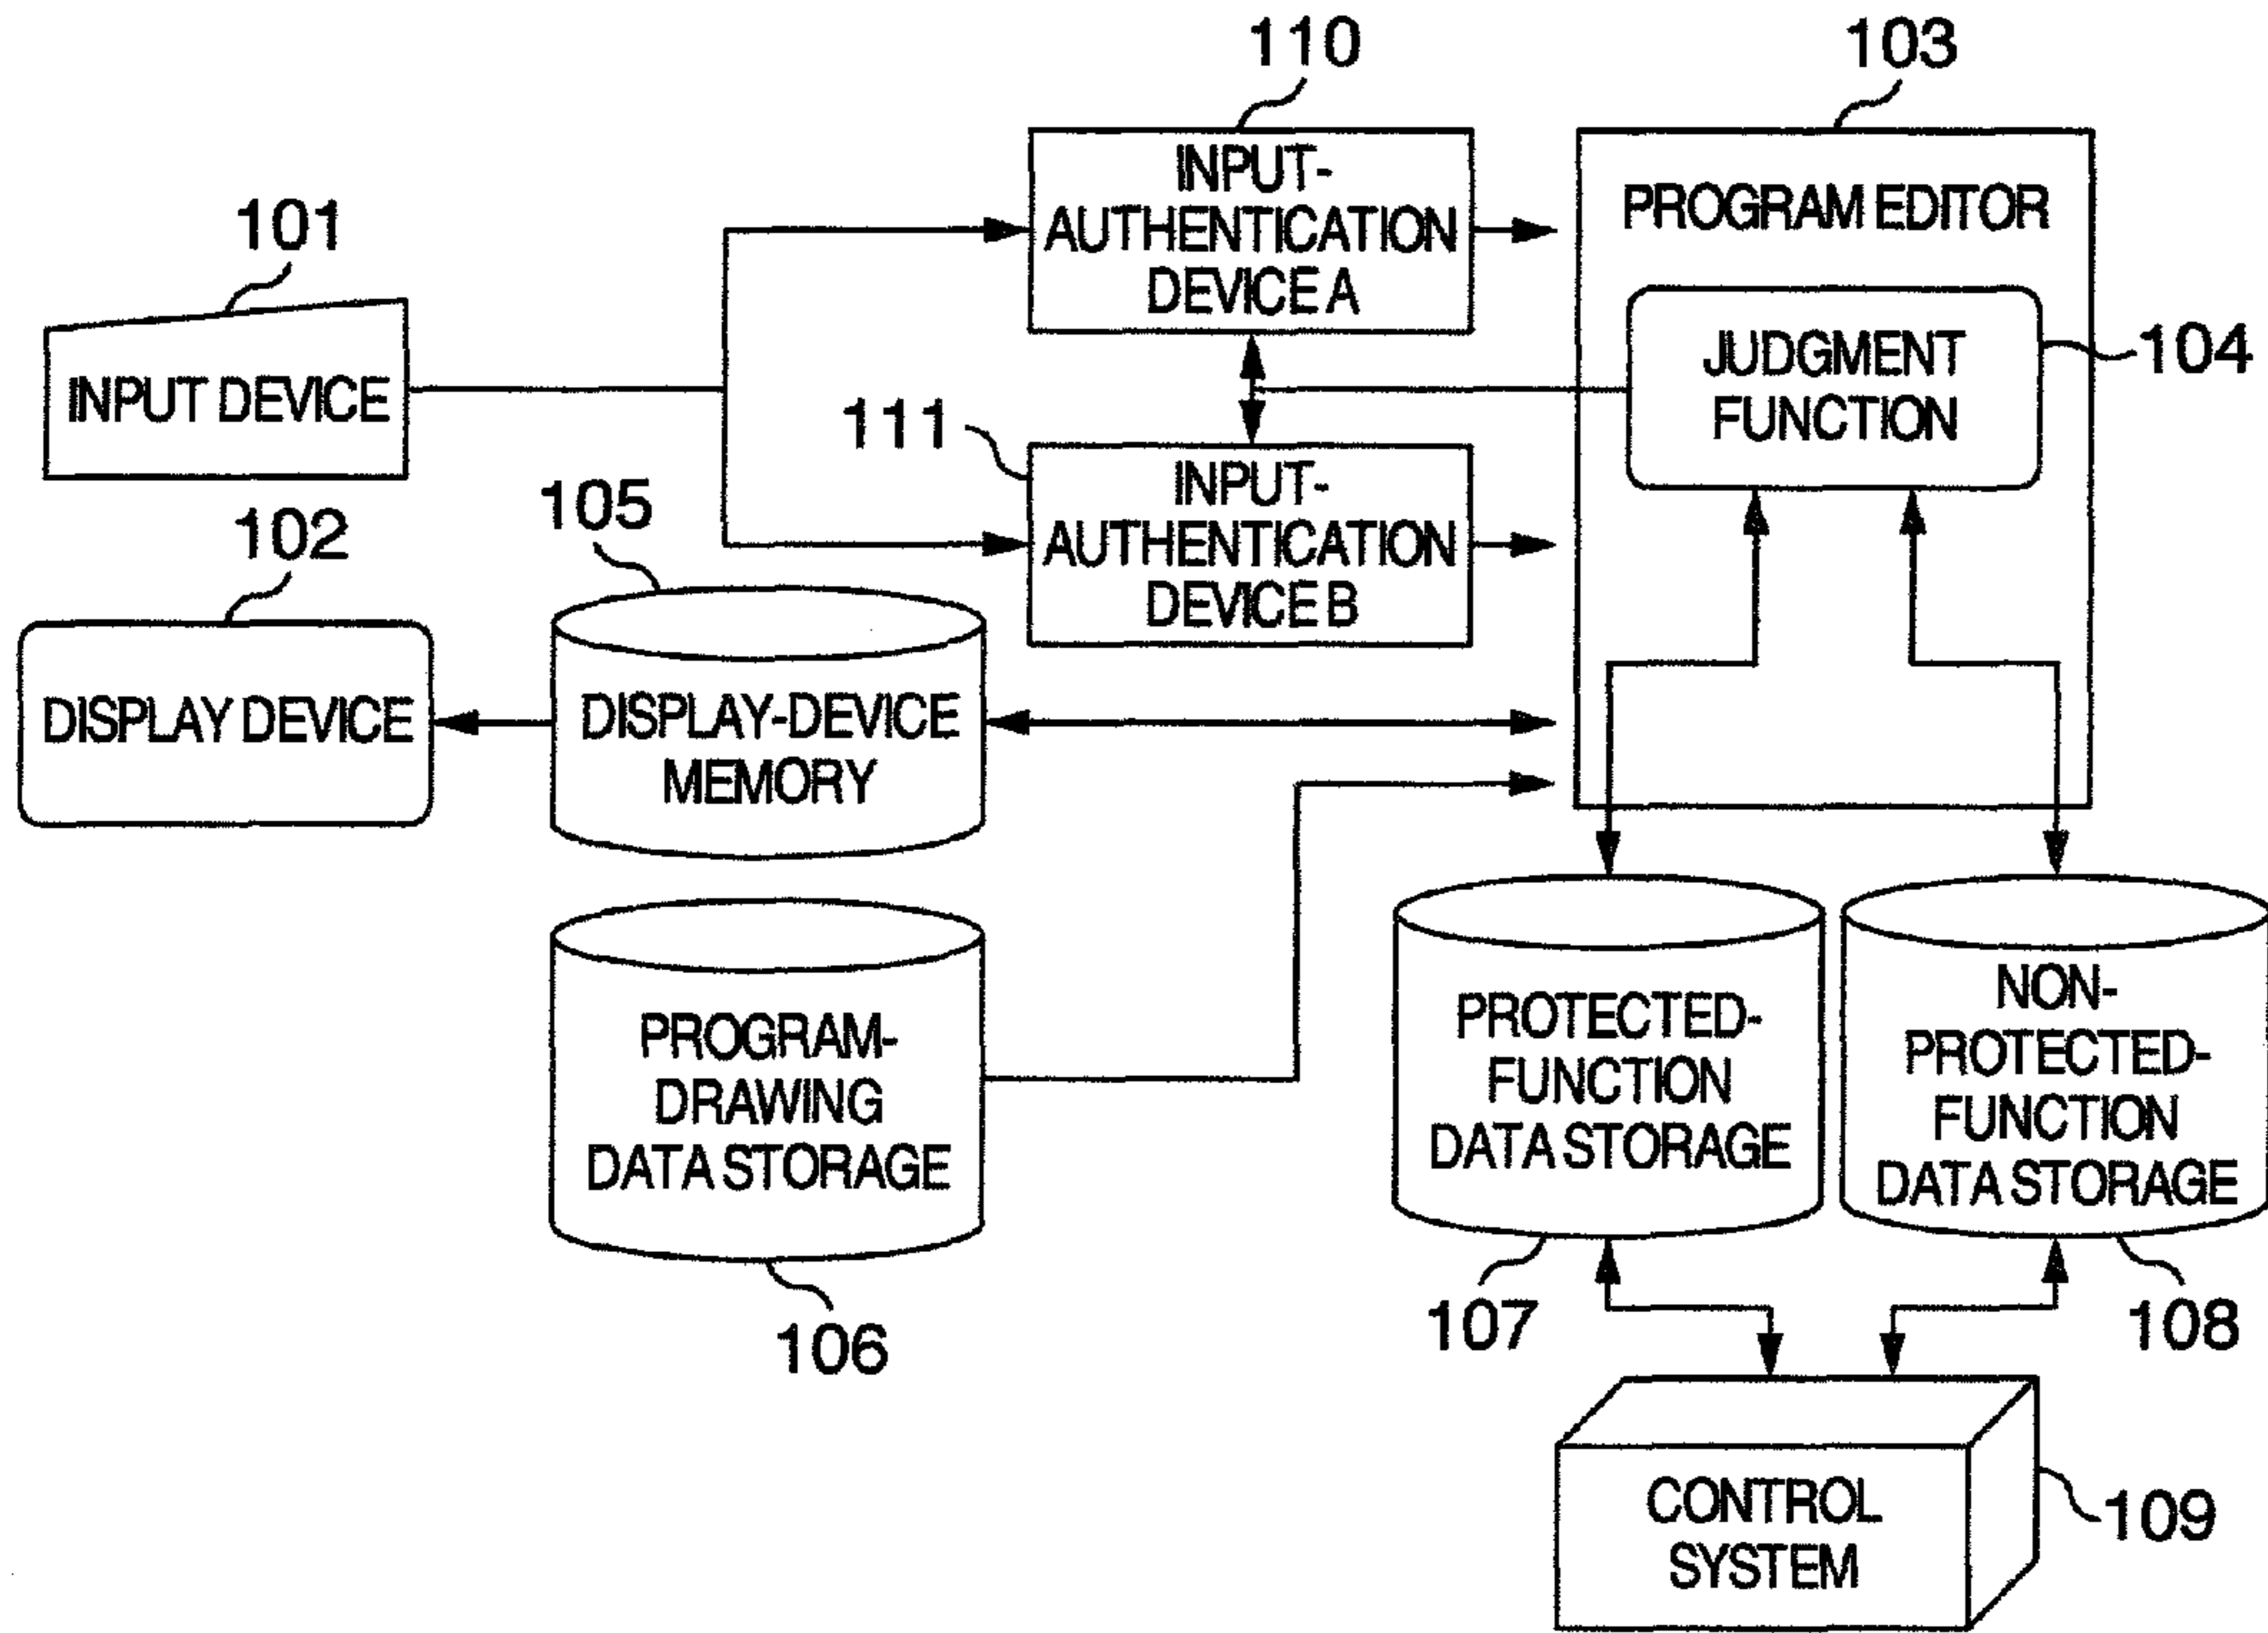 110
103
101
INPUT-
AUTHENTICATION
DEVICE A
PROGRAM EDITOR
INPUT DEVICE
JUDGMENT
FUNCTION
104
111
INPUT-
AUTHENTICATION
DEVICE B
105
102
DISPLAY DEVICE
DISPLAY-DEVICE
MEMORY
PROGRAM-
DRAWING
DATA STORAGE
106
PROTECTED-
FUNCTION
DATA STORAGE
NON-
PROTECTED-
FUNCTION
DATA STORAGE
107
108
CONTROL
SYSTEM
109